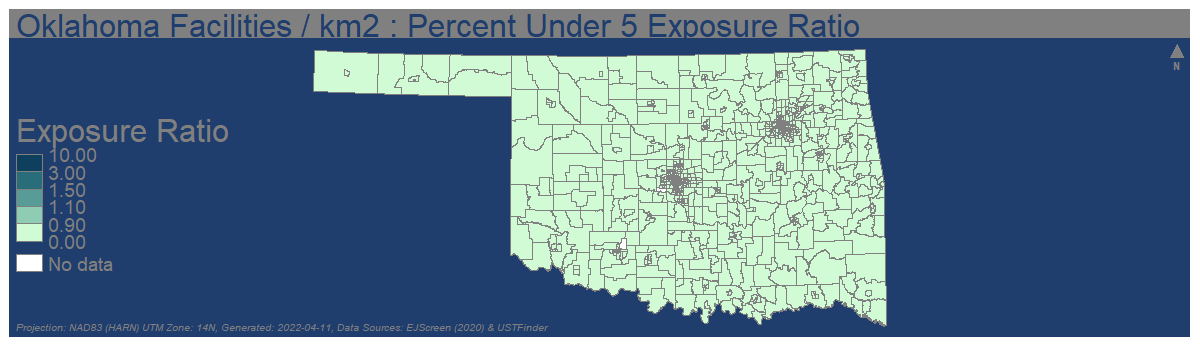 Oklahoma Facilities / km2 : Percent Under 5 Exposure Ratio
N
Exposure Ratio
10.00
3.00
1.50
1.10
0.90
0.00
No data
Projection: NAD83 (HARN) UTM Zone: 14N, Generated: 2022-04-11, Data Sources: EJScreen (2020) & USTFinder